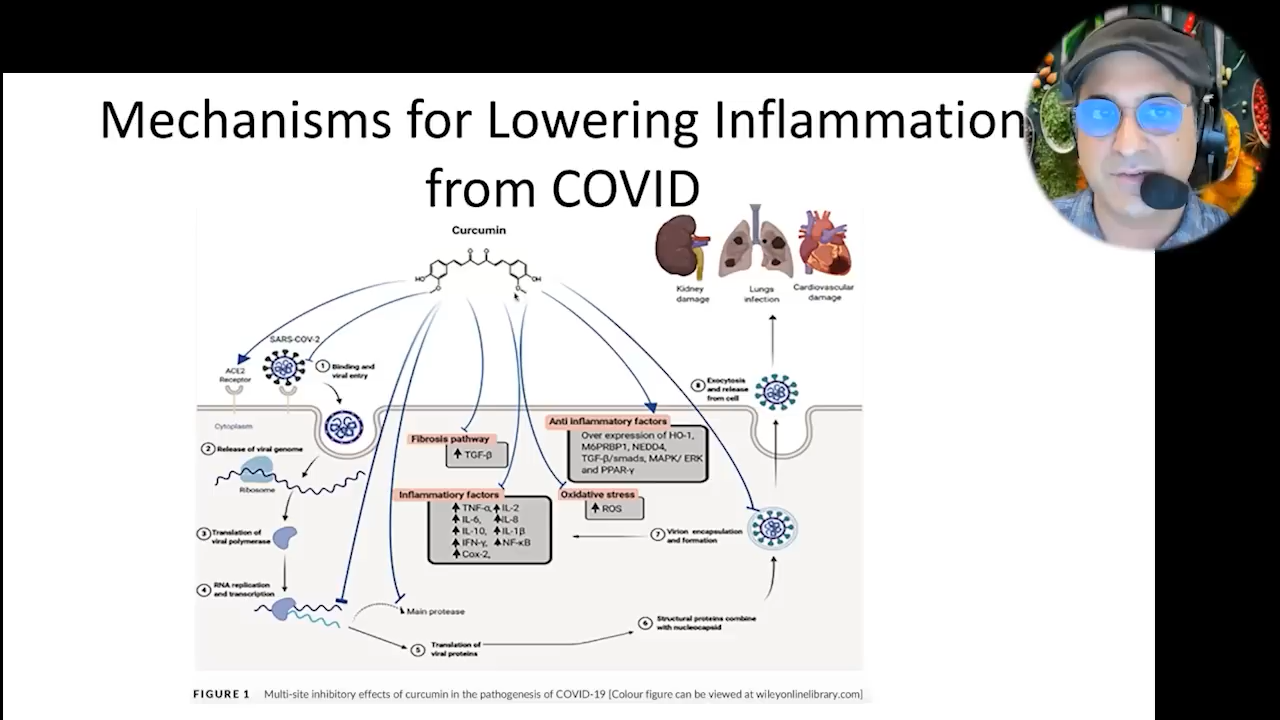 Mechanisms for Lowering Inflammation
from COVID
Curcumin
HO
OH
O
O
O
O
Kidney
damage
Lungs
infection
Cardiovascular
damage
SARS-COV-2
ACE2
Receptor
1 Binding and
viral entry
8 Exocytosis
and release
from cell
Cytoplasm
2 Release of viral genome
Ribosome
Fibrosis pathway
TGF-β
Anti inflammatory factors
Over expression of HO-1,
M6PRBP1, NEDD4,
TGF-β/smads, MAPK/ ERK
and PPAR-γ
Inflammatiory factors
TNF-α, IL-2
IL-6, IL-8
IL-10, IL-1β
IFN-γ, NF-κB
Cox-2,
Oxidative stress
ROS
3 Translation of
viral polymerase
7 Virion encapsulation
and formation
4 RNA replication
and transcription
Main protease
5 Translation of
viral proteins
6 Structural proteins combine
with nucleocapsid
FIGURE 1 Multi-site inhibitory effects of curcumin in the pathogenesis of COVID-19 [Colour figure can be viewed at wileyonlinelibrary.com]